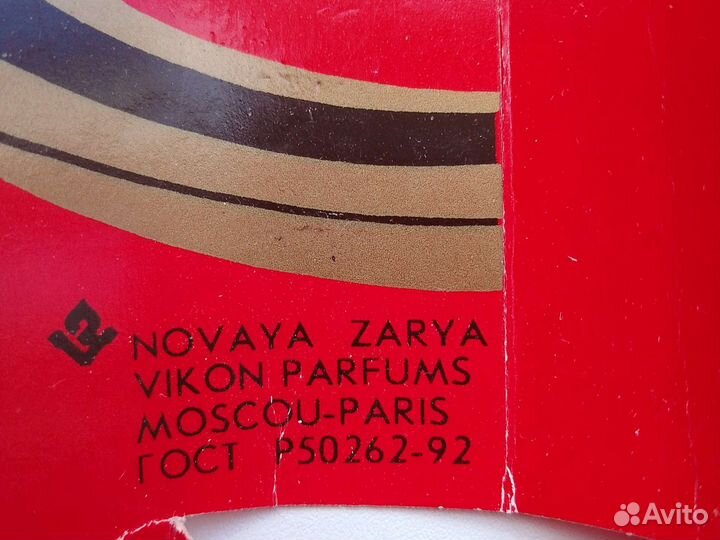 NOVAYA ZARYA
VIKON PARFUMS
MOSCOU-PARIS
ГОСТ Р50262-92
Avito